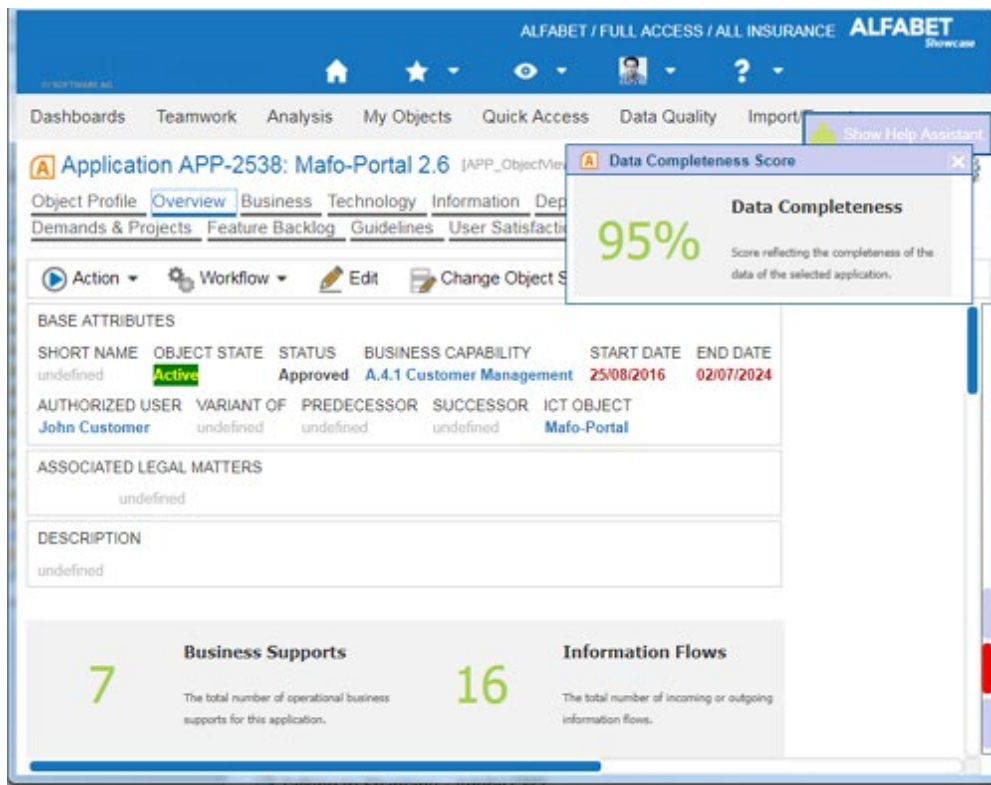 ALFABET / FULL ACCESS / ALL INSURANCE ALFABET
Showcase
SOFTWARE AG
?
Dashboards Teamwork Analysis My Objects Quick Access Data Quality
Show Help Assistant
A Application APP-2538: Mafo-Portal 2.6
A Data Completeness Score
Object Profile Overview Business Technology Information
Demands & Projects Feature Backlog Guidelines
95%
Data Completeness
Score reflecting the completeness of the
data of the selected application.
Action Workflow Edit Change Object S
BASE ATTRIBUTES
SHORT NAME OBJECT STATE STATUS BUSINESS CAPABILITY START DATE END DATE
undefined Active Approved A.4.1 Customer Management 25/08/2016 02/07/2024
AUTHORIZED USER VARIANT OF PREDECESSOR SUCCESSOR ICT OBJECT
John Customer undefined undefined undefined Mafo-Portal
ASSOCIATED LEGAL MATTERS
undefined
DESCRIPTION
undefined
7
Business Supports
The total number of operational business
supports for this application.
16
Information Flows
The total number of incoming or outgoing
information flows.